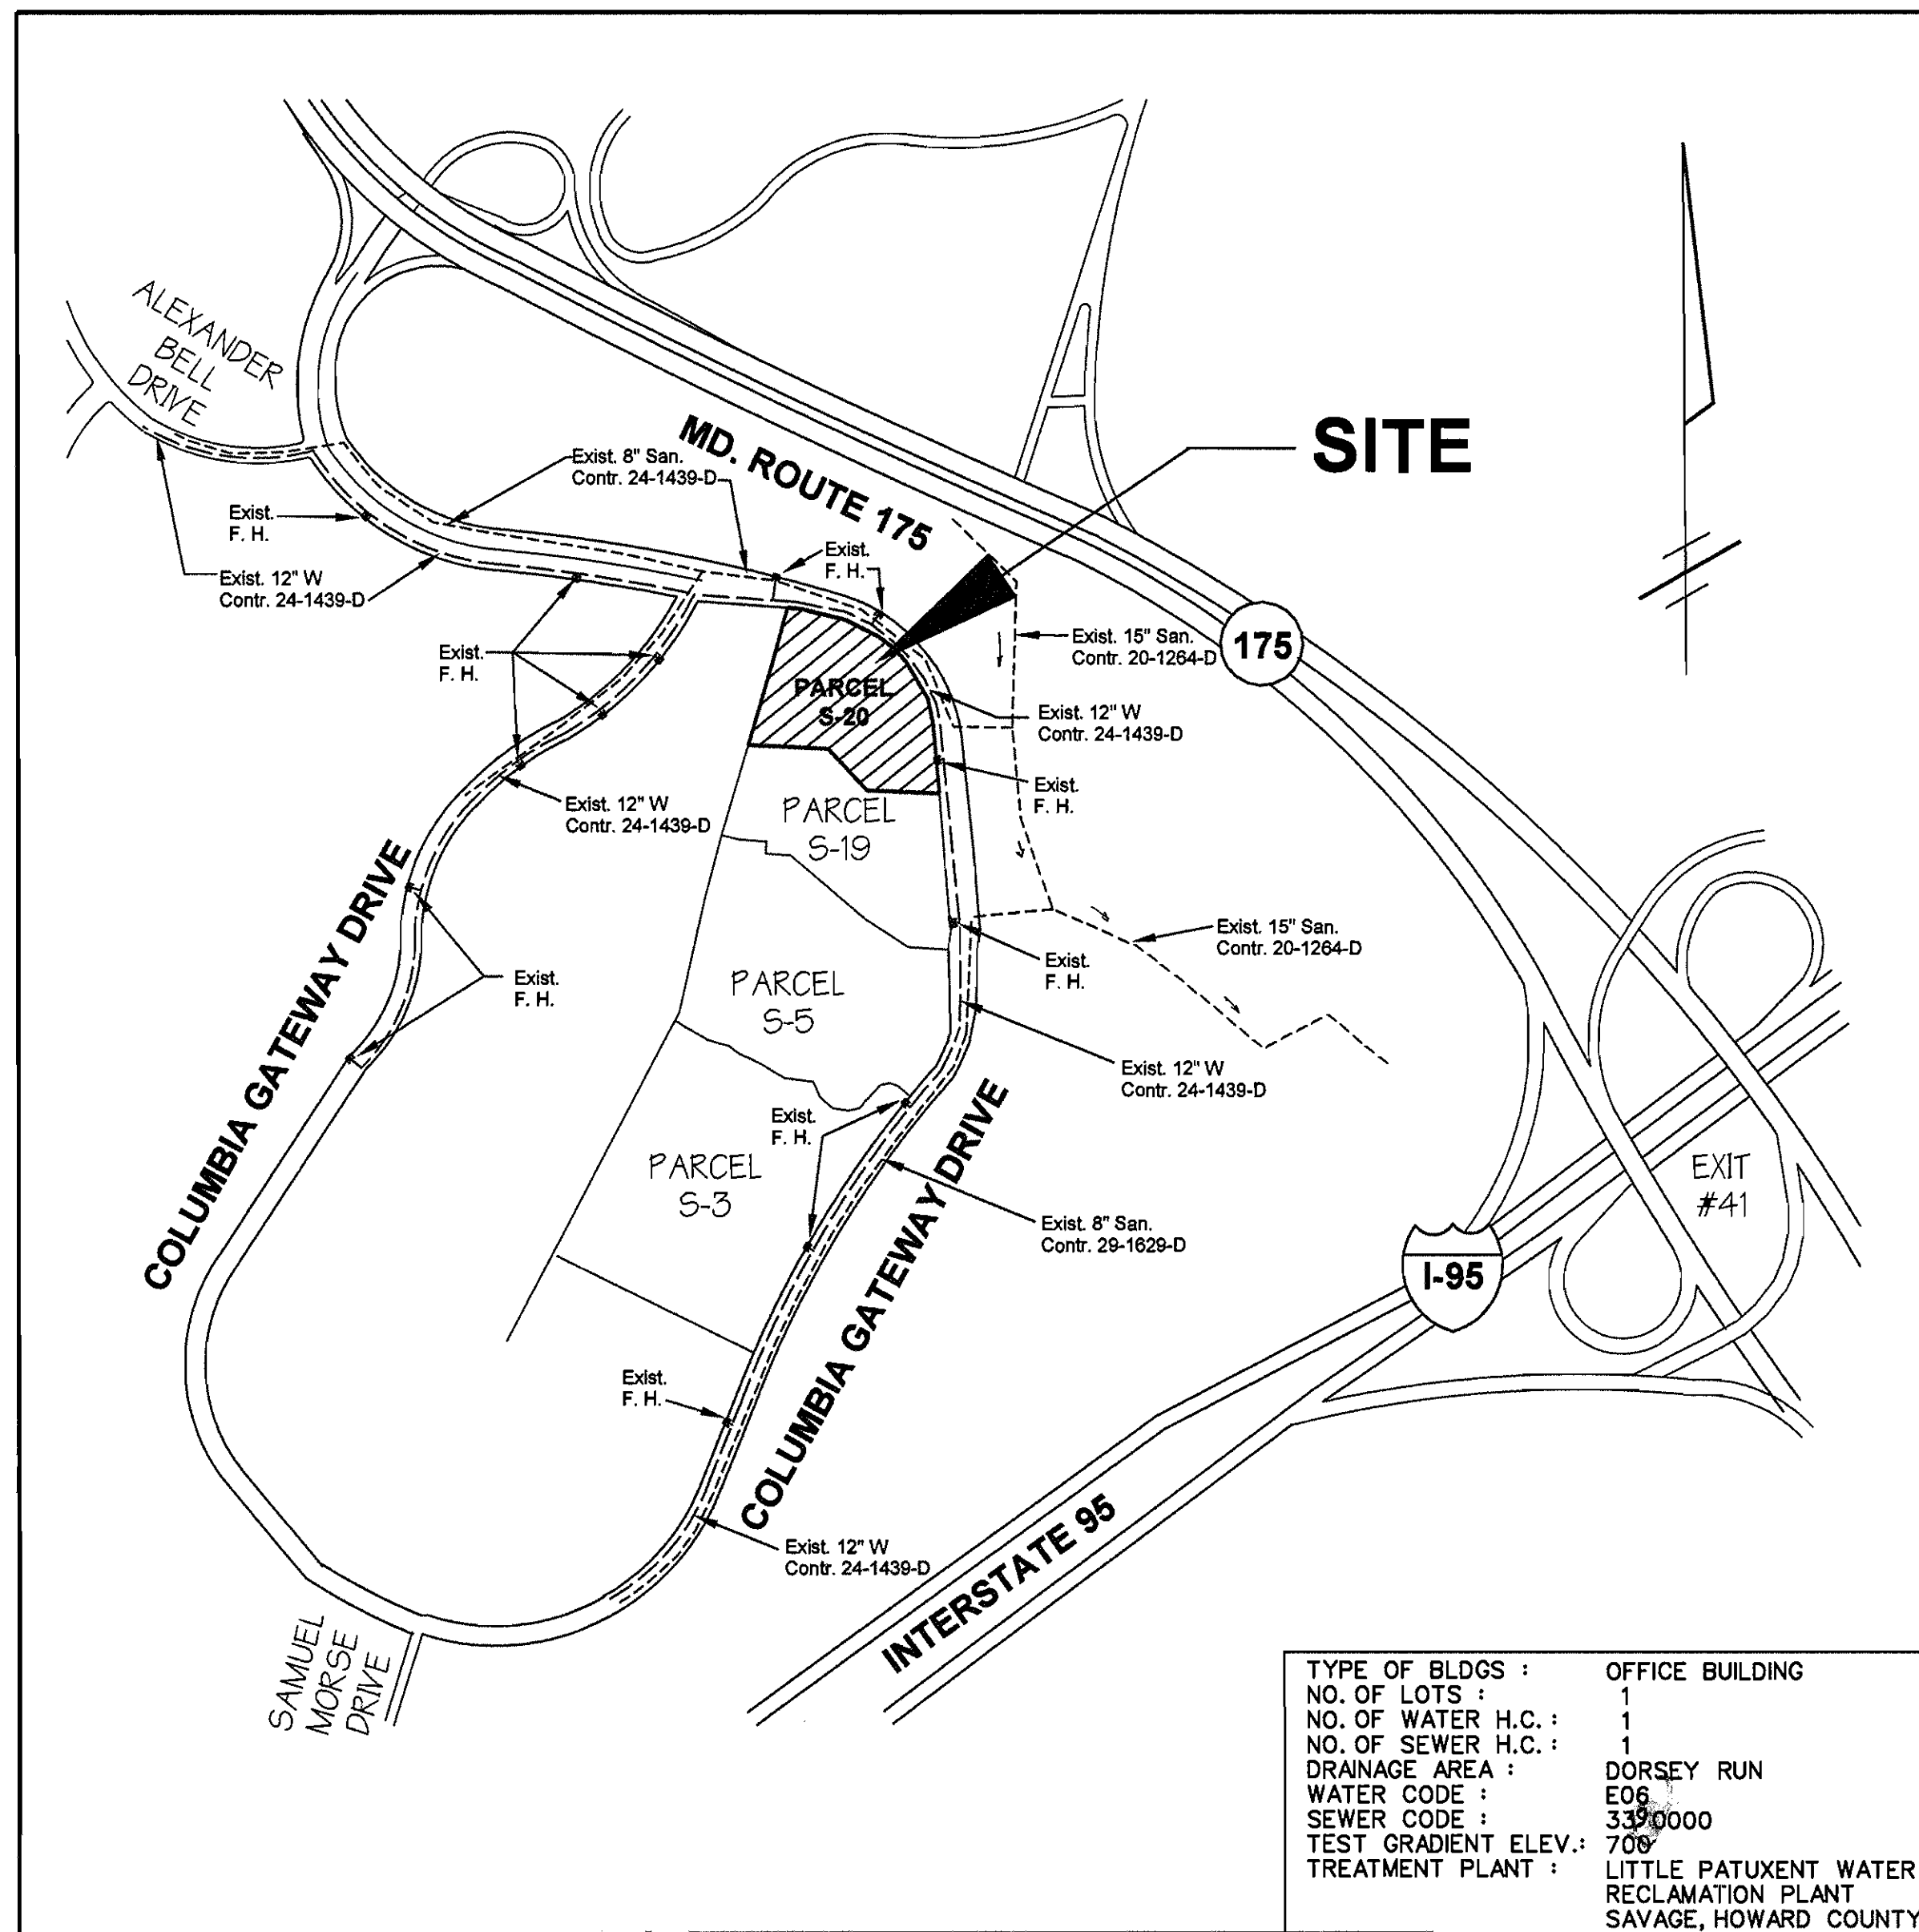 ALEXANDER
BELL
DRIVE
MD. ROUTE 175
SITE
Exist. 8" San.
Contr. 24-1439-D
Exist.
F. H.
Exist. 12" W
Contr. 24-1439-D
Exist.
F. H.
Exist. 15" San.
Contr. 20-1264-D
175
Exist.
F. H.
PARCEL
S-20
Exist. 12" W
Contr. 24-1439-D
Exist.
F. H.
Exist. 12" W
Contr. 24-1439-D
PARCEL
S-19
COLUMBIA GATEWAY DRIVE
Exist.
F. H.
PARCEL
S-5
Exist.
F. H.
Exist. 15" San.
Contr. 20-1264-D
Exist. 12" W
Contr. 24-1439-D
Exist.
F. H.
PARCEL
S-3
COLUMBIA GATEWAY DRIVE
Exist. 8" San.
Contr. 29-1629-D
EXIT
#41
I-95
Exist.
F. H.
Exist. 12" W
Contr. 24-1439-D
INTERSTATE 95
SAMUEL
MORSE
DRIVE
TYPE OF BLDGS : OFFICE BUILDING
NO. OF LOTS : 1
NO. OF WATER H.C. : 1
NO. OF SEWER H.C. : 1
DRAINAGE AREA : DORSEY RUN
WATER CODE : E06
SEWER CODE :
TEST GRADIENT ELEV.: 700
TREATMENT PLANT : LITTLE PATUXENT WATER
RECLAMATION PLANT
SAVAGE, HOWARD COUNTY